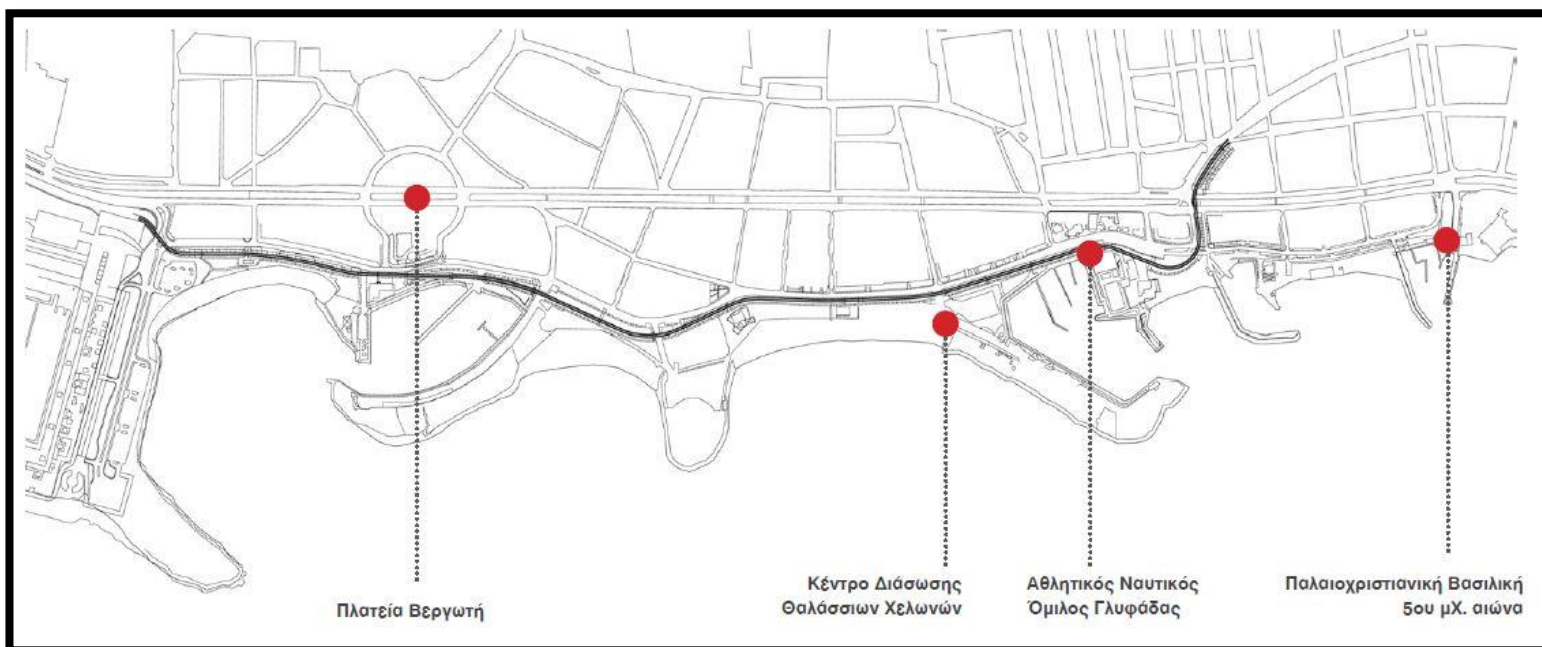 Πλατεία Βεργωτή
Κέντρο Διάσωσης
Θαλάσσιων Χελωνών
Αθλητικός Ναυτικός
Όμιλος Γλυφάδας
Παλαιοχριστιανική Βασιλική
5ου μΧ. αιώνα